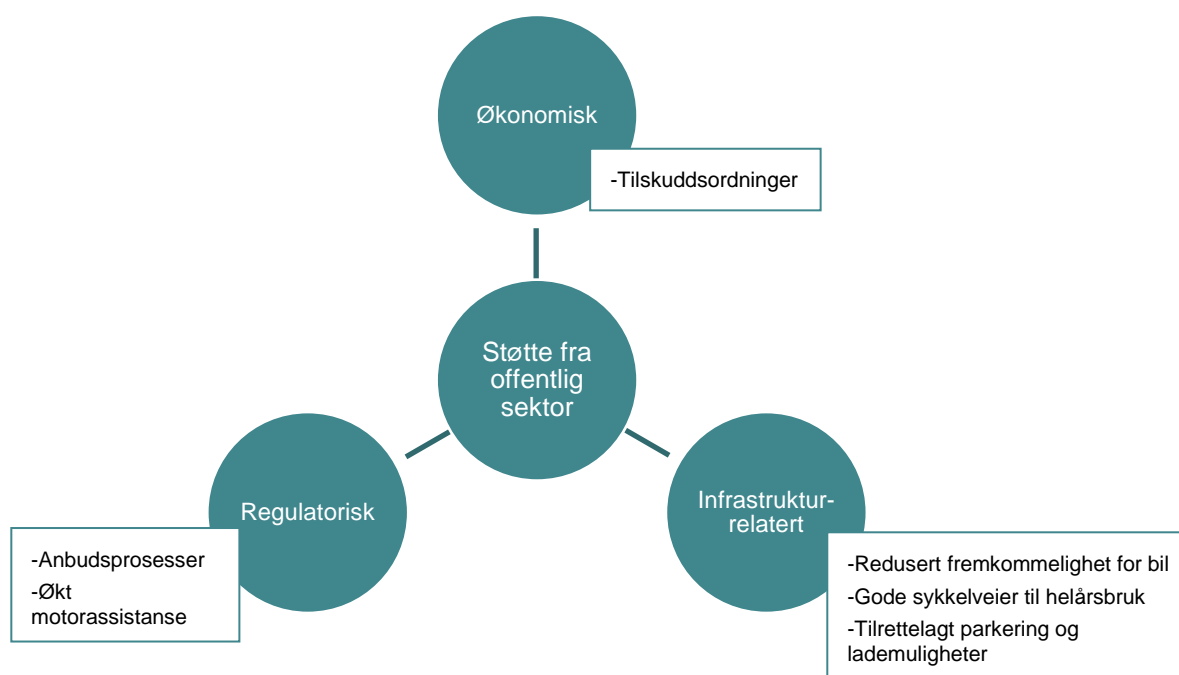 Økonomisk
-Tilskuddsordninger
Støtte fra
offentlig
sektor
Regulatorisk
-Anbudsprosesser
-Økt
motorassistanse
Infrastruktur-
relatert
-Redusert fremkommelighet for bil
-Gode sykkelveier til helårsbruk
-Tilrettelagt parkering og
lademuligheter